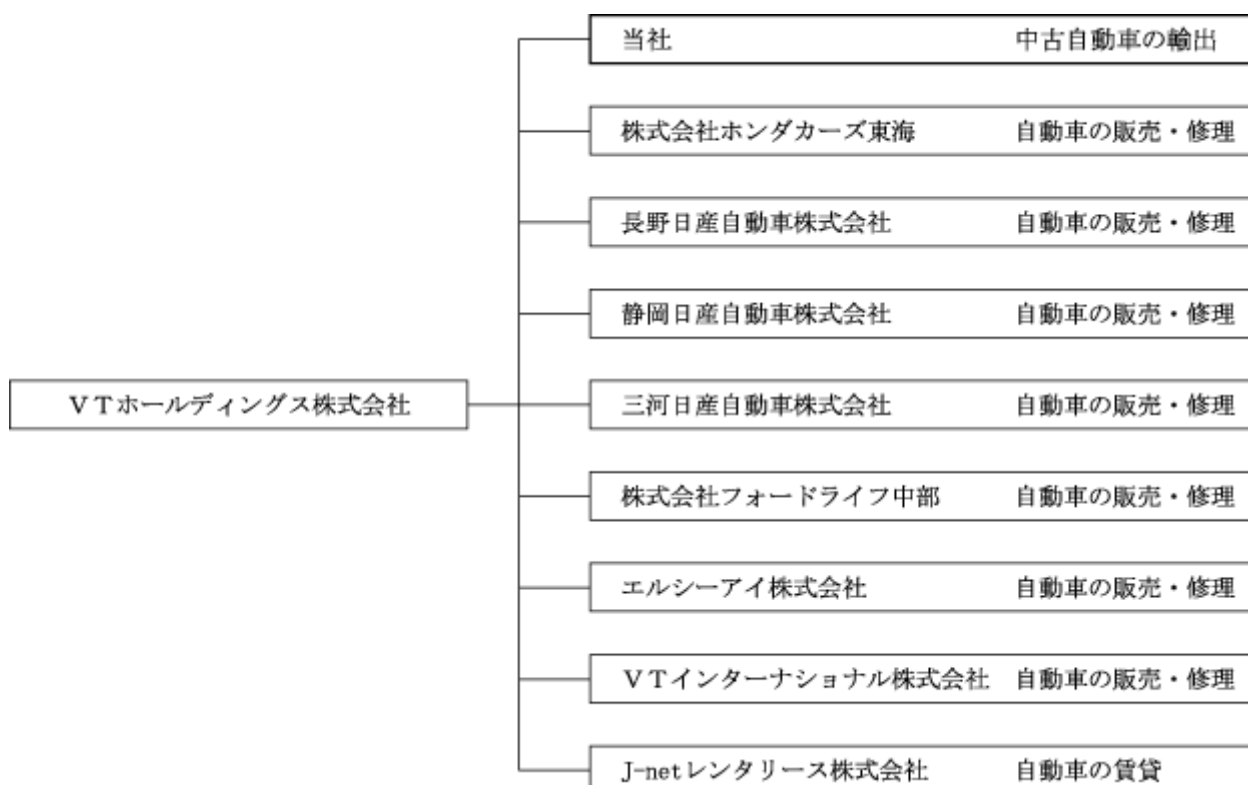 当社 中古自動車の輸出
株式会社ホンダカーズ東海 自動車の販売・修理
長野日産自動車株式会社 自動車の販売・修理
静岡日産自動車株式会社 自動車の販売・修理
ＶＴホールディングス株式会社
三河日産自動車株式会社 自動車の販売・修理
株式会社フォードライフ中部 自動車の販売・修理
エルシーアイ株式会社 自動車の販売・修理
ＶＴインターナショナル株式会社 自動車の販売・修理
J-netレンタリース株式会社 自動車の賃貸